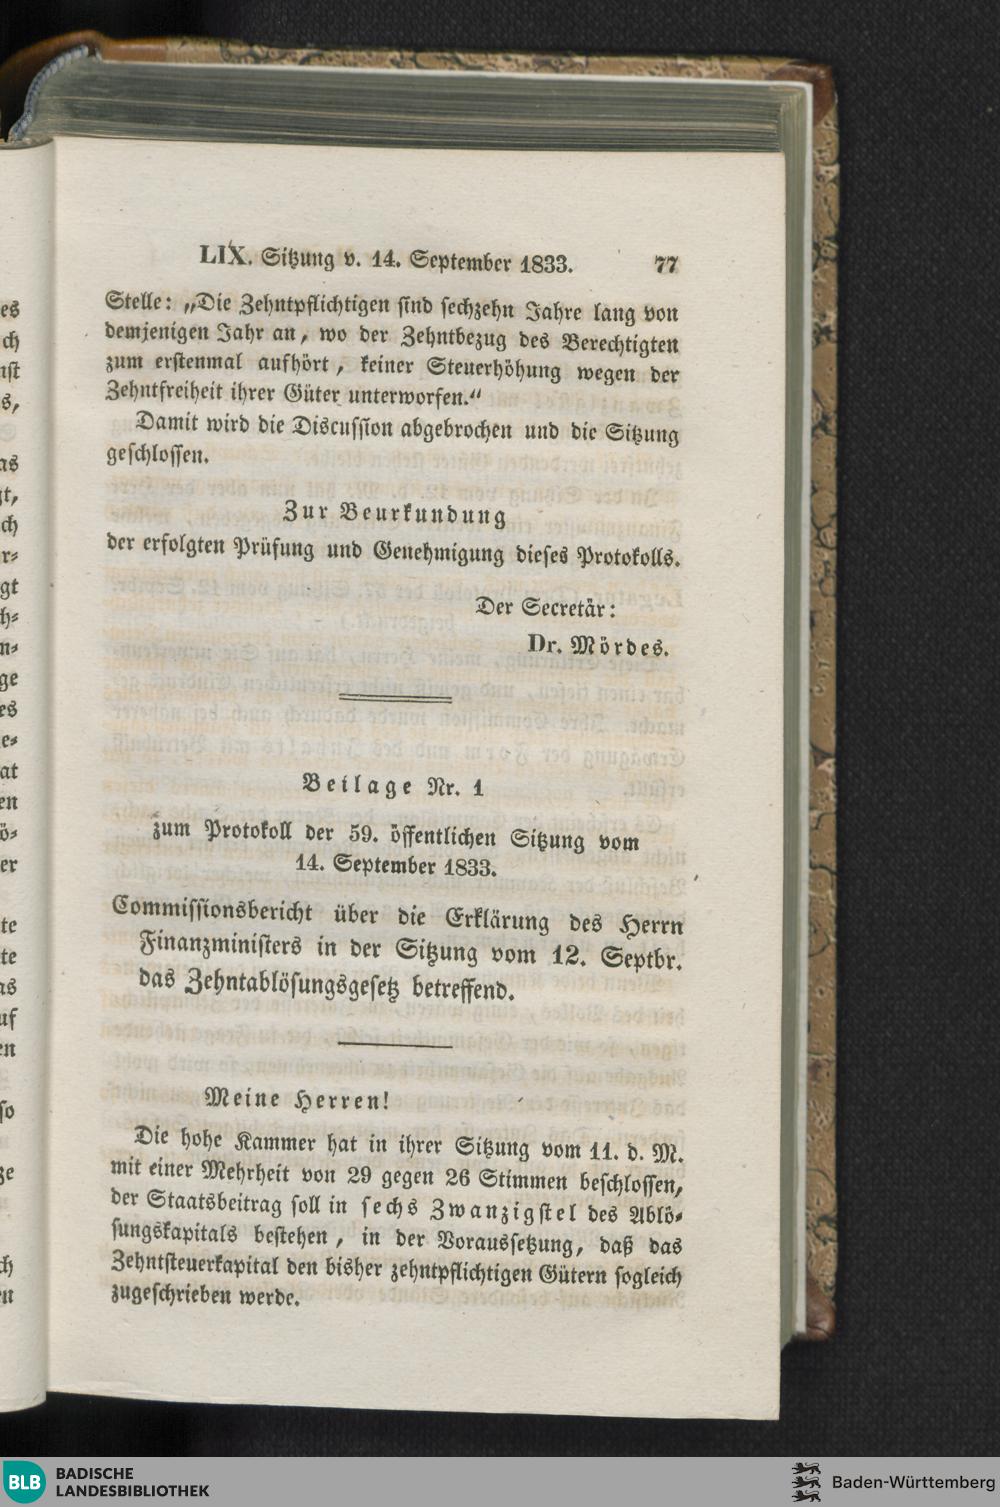 LIX. Sitzung v. 14. September 1833. 77
Stelle: „Die Zehntpflichtigen sind sechzehn Jahre lang von
demjenigen Jahr an, wo der Zehntbezug des Berechtigten
zum erstenmal aufhört, keiner Steuerhöhung wegen der
Zehntfreiheit ihrer Güter unterworfen.“
Damit wird die Discussion abgebrochen und die Sitzung
geschlossen.
Zur Beurkundung
der erfolgten Prüfung und Genehmigung dieses Protokolls.
Der Secretär:
Dr. Mördes.
Beilage Nr. 1
zum Protokoll der 59. öffentlichen Sitzung vom
14. September 1833.
Commissionsbericht über die Erklärung des Herrn
Finanzministers in der Sitzung vom 12. Septbr.
das Zehntablösungsgesetz betreffend.
Meine Herren!
Die hohe Kammer hat in ihrer Sitzung vom 11. d. M.
mit einer Mehrheit von 29 gegen 26 Stimmen beschlossen,
der Staatsbeitrag soll in sechs Zwanzigstel des Ablö⸗
sungskapitals bestehen, in der Voraussetzung, daß das
Zehntsteuerkapital den bisher zehntpflichtigen Gütern sogleich
zugeschrieben werde.
BLB BADISCHE
LANDESBIBLIOTHEK
Baden-Württemberg